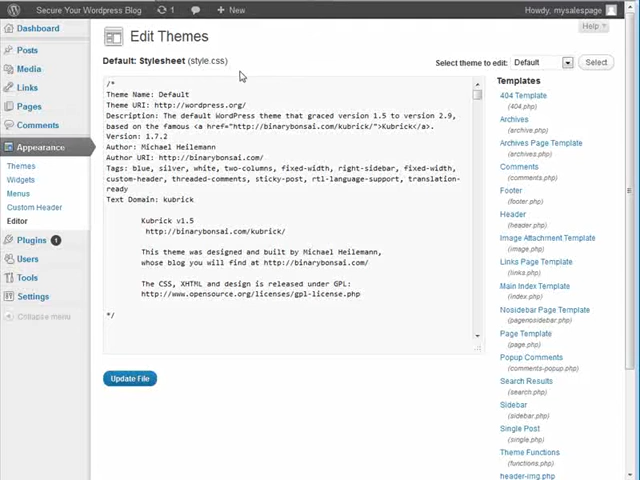 Secure Your Wordpress Blog 1 + New Howdy, mysalespage
Help
Edit Themes
Default: Stylesheet (style.css)
Select theme to edit: Default Select
Dashboard
Posts
Media
Links
Pages
Comments
Appearance
Themes
Widgets
Menus
Custom Header
Editor
Plugins 1
Users
Tools
Settings
Collapse menu
/*
Theme Name: Default
Theme URI: http://wordpress.org/
Description: The default WordPress theme that graced version 1.5 to version 2.9,
based on the famous <a href="http://binarybonsai.com/kubrick/">Kubrick</a>.
Version: 1.7.2
Author: Michael Heilemann
Author URI: http://binarybonsai.com/
Tags: blue, silver, white, two-columns, fixed-width, right-sidebar, fixed-width,
custom-header, threaded-comments, sticky-post, rtl-language-support, translation-
ready
Text Domain: kubrick
Kubrick v1.5
http://binarybonsai.com/kubrick/
This theme was designed and built by Michael Heilemann,
whose blog you will find at http://binarybonsai.com/
The CSS, XHTML and design is released under GPL:
http://www.opensource.org/licenses/gpl-license.php
*/
Update File
Templates
404 Template
(404.php)
Archives
(archive.php)
Archives Page Template
(archives.php)
Comments
(comments.php)
Footer
(footer.php)
Header
(header.php)
Image Attachment Template
(image.php)
Links Page Template
(links.php)
Main Index Template
(index.php)
Nosidebar Page Template
(pagenosidebar.php)
Page Template
(page.php)
Popup Comments
(comments-popup.php)
Search Results
(search.php)
Sidebar
(sidebar.php)
Single Post
(single.php)
Theme Functions
(functions.php)
header-img.php